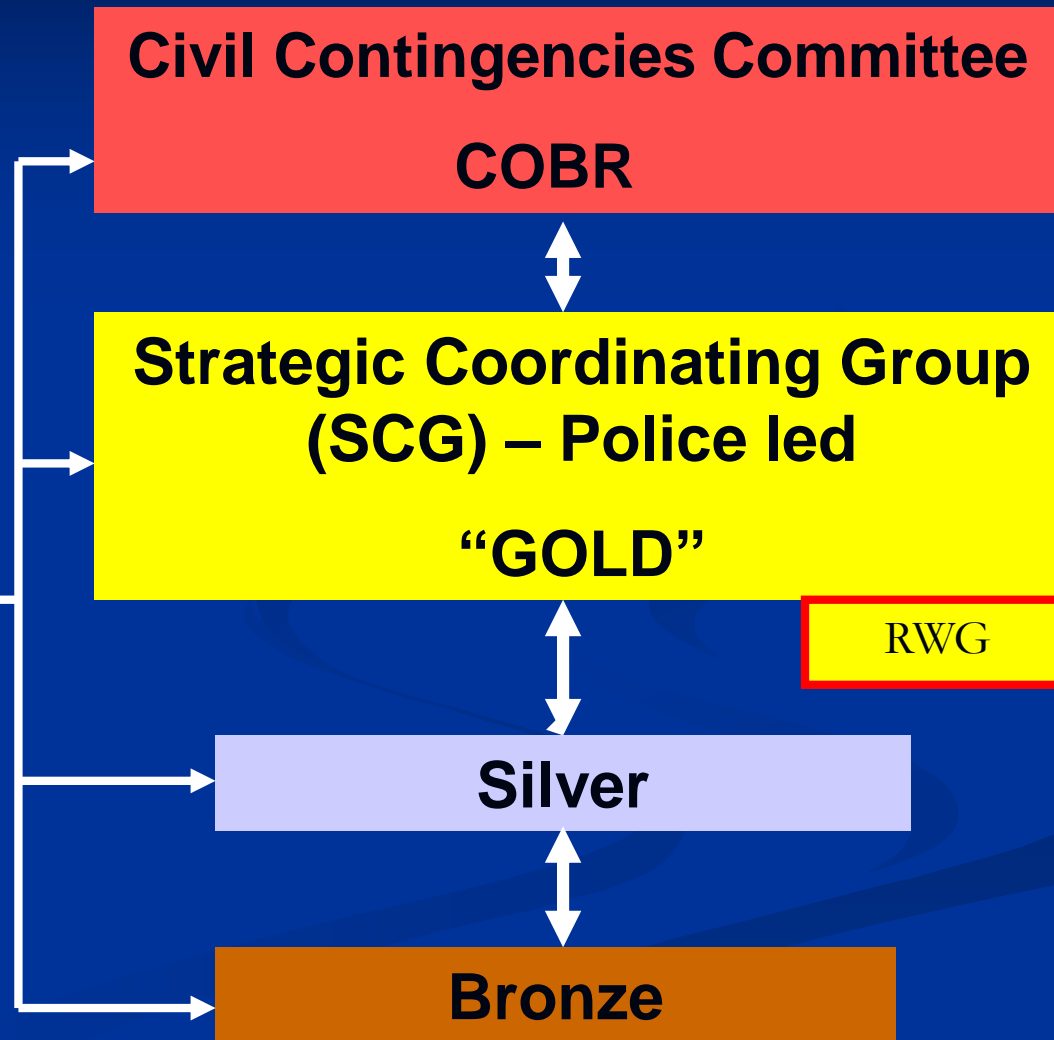 Civil Contingencies Committee
COBR
Strategic Coordinating Group
(SCG) – Police led
“GOLD”
RWG
Silver
Bronze